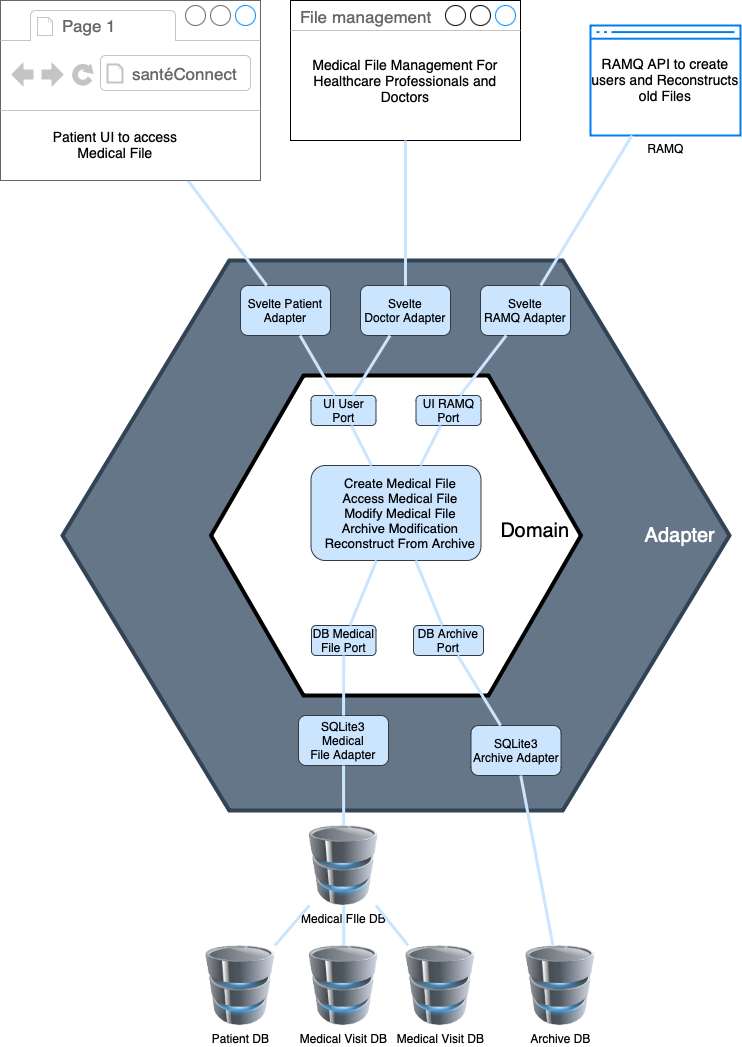 Page 1
santéConnect
Patient UI to access
Medical File
File management
Medical File Management For
Healthcare Professionals and
Doctors
RAMQ API to create
users and Reconstructs
old Files
RAMQ
Svelte Patient
Adapter
Svelte
Doctor Adapter
Svelte
RAMQ Adapter
UI User
Port
UI RAMQ
Port
Create Medical File
Access Medical File
Modify Medical File
Archive Modification
Reconstruct From Archive
Domain
Adapter
DB Medical
File Port
DB Archive
Port
SQLite3
Medical
File Adapter
SQLite3
Archive Adapter
Medical FIle DB
Patient DB
Medical Visit DB
Medical Visit DB
Archive DB